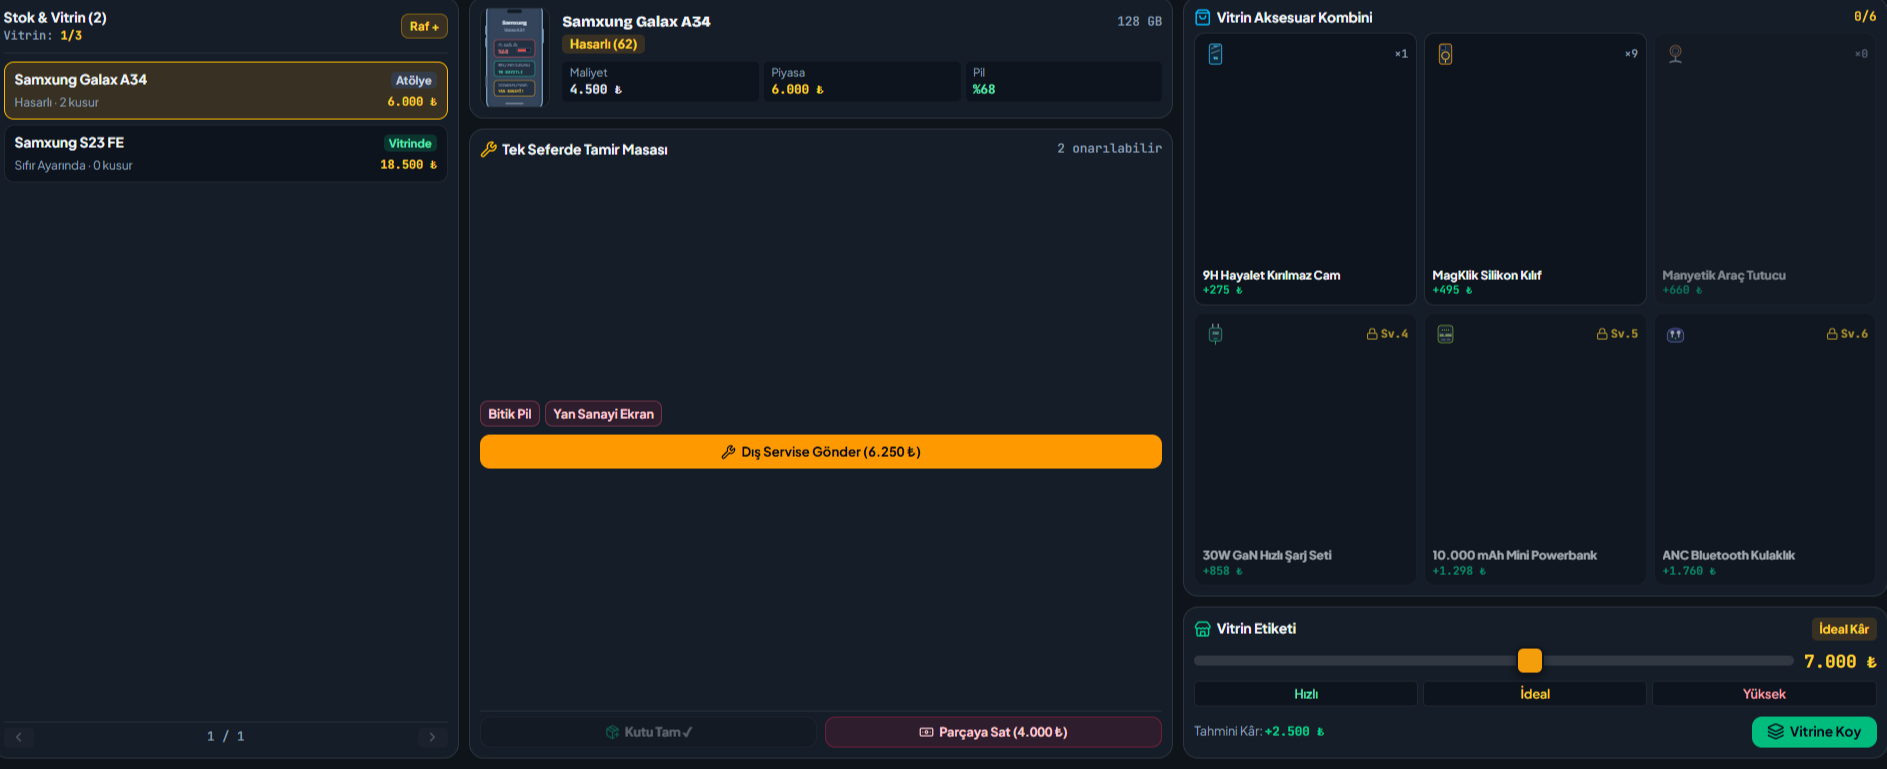 Stok & Vitrin (2)
Vitrin: 1/3
Raf +
Samxung Galax A34
Atölye
Hasarlı · 2 kusur
6.000 ₺
Samxung S23 FE
Vitrinde
Sıfır Ayarında · 0 kusur
18.500 ₺
1 / 1
Samxung Galax A34
128 GB
Hasarlı (62)
Maliyet
4.500 ₺
Piyasa
6.000 ₺
Pil
%68
Tek Seferde Tamir Masası
2 onarılabilir
Bitik Pil
Yan Sanayi Ekran
Dış Servise Gönder (6.250 ₺)
Kutu Tam ✓
Parçaya Sat (4.000 ₺)
Vitrin Aksesuar Kombini
0/6
×1
9H Hayalet Kırılmaz Cam
+275 ₺
×9
MagKlik Silikon Kılıf
+495 ₺
×0
Manyetik Araç Tutucu
+660 ₺
Sv.4
30W GaN Hızlı Şarj Seti
+858 ₺
Sv.5
10.000 mAh Mini Powerbank
+1.298 ₺
Sv.6
ANC Bluetooth Kulaklık
+1.760 ₺
Vitrin Etiketi
İdeal Kâr
7.000 ₺
Hızlı
İdeal
Yüksek
Tahmini Kâr: +2.500 ₺
Vitrine Koy